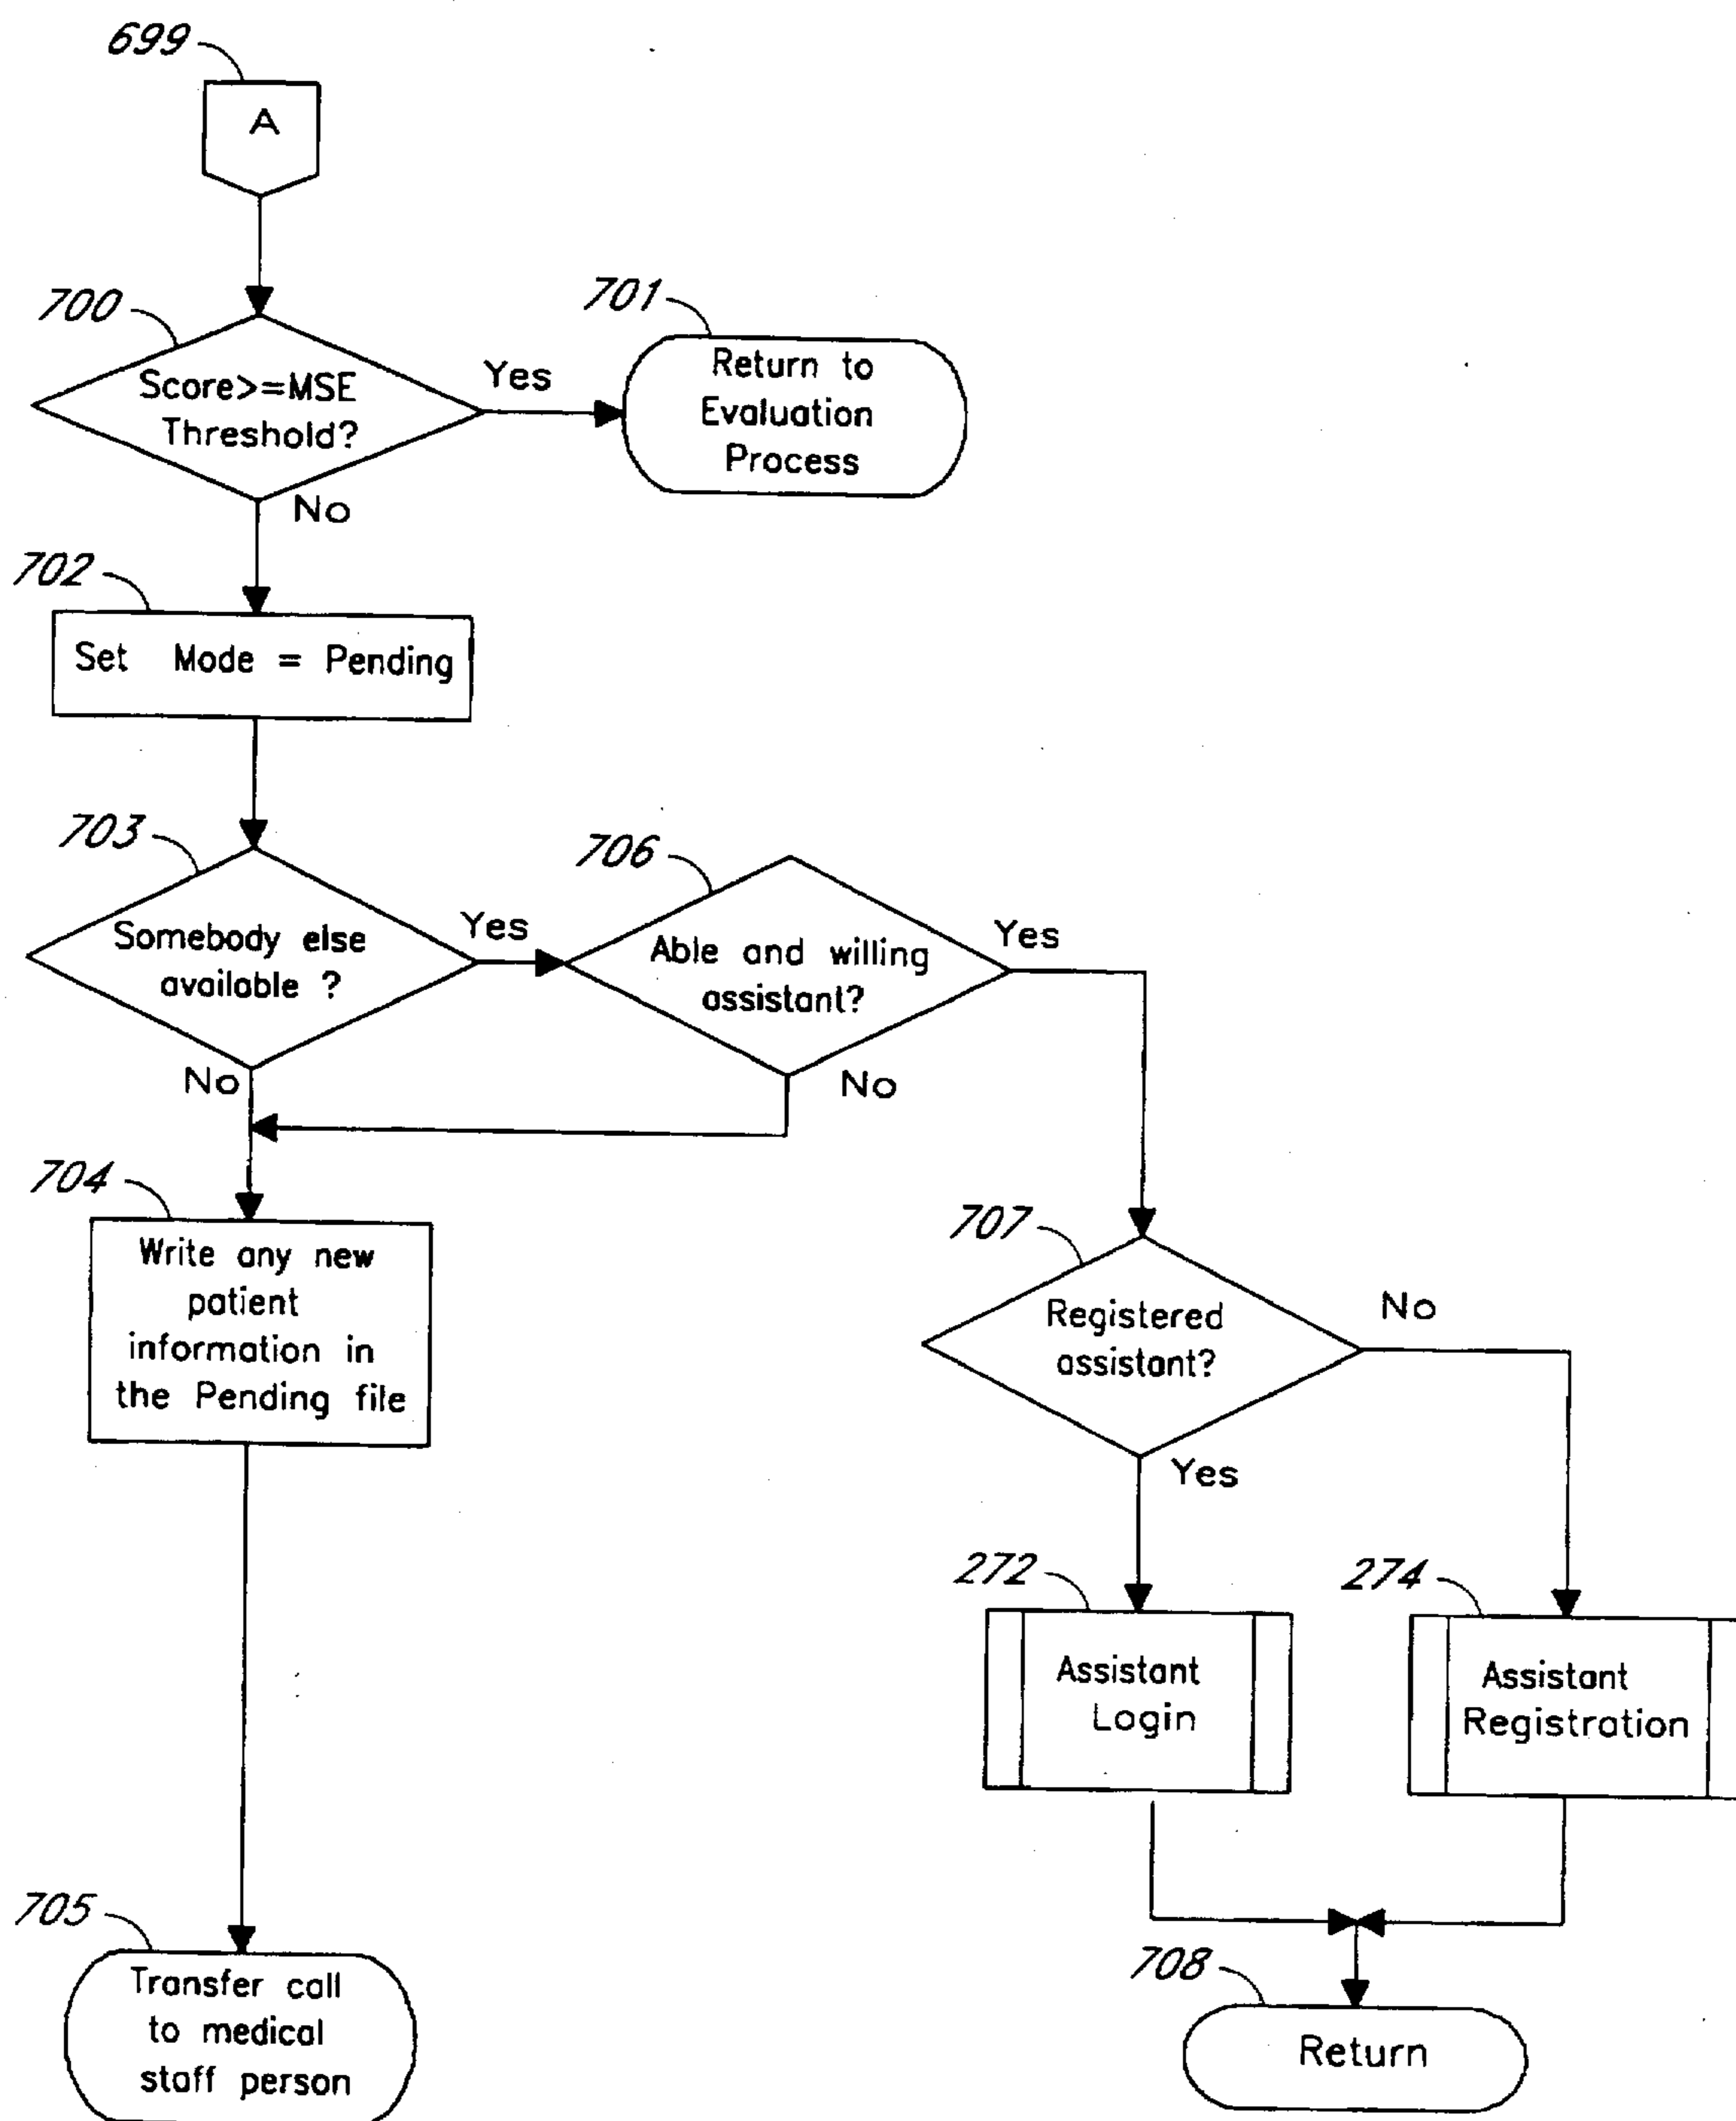 699
A
700
Score>=MSE
Threshold?
Yes
No
701
Return to
Evaluation
Process
702
Set Mode = Pending
703
Somebody else
available ?
Yes
No
706
Able and willing
assistant?
Yes
No
704
Write any new
patient
information in
the Pending file
707
Registered
assistant?
No
Yes
272
Assistant
Login
274
Assistant
Registration
705
Transfer call
to medical
staff person
708
Return